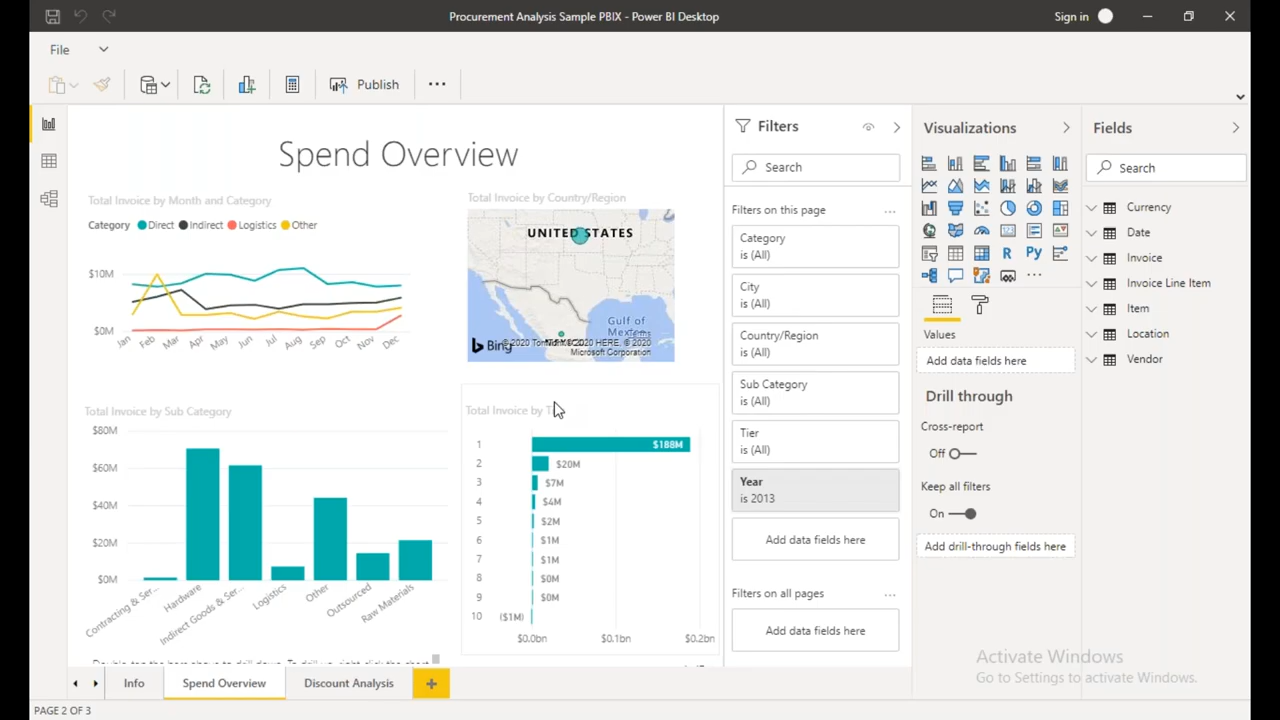 Procurement Analysis Sample PBIX - Power BI Desktop
Sign in
File
Publish
Spend Overview
Total Invoice by Month and Category
Category Direct Indirect Logistics Other
$10M
$0M
Jan Feb Mar Apr May Jun Jul Aug Sep Oct Nov Dec
Total Invoice by Country/Region
UNITED STATES
Gulf of
Mexico
Bing
Microsoft Corporation
Total Invoice by Sub Category
$80M
$60M
$40M
$20M
$0M
Contracting & Ser... Hardware Indirect Goods & Ser... Logistics Other Outsourced Raw Materials
Total Invoice by T
1 $188M
2 $20M
3 $7M
4 $4M
5 $2M
6 $1M
7 $1M
8 $0M
9 $0M
10 ($1M)
$0.0bn $0.1bn $0.2bn
Filters
Search
Filters on this page
Category
is (All)
City
is (All)
Country/Region
is (All)
Sub Category
is (All)
Tier
is (All)
Year
is 2013
Add data fields here
Filters on all pages
Add data fields here
Visualizations
R Py
Values
Add data fields here
Drill through
Cross-report
Off
Keep all filters
On
Add drill-through fields here
Fields
Search
Currency
Date
Invoice
Invoice Line Item
Item
Location
Vendor
Activate Windows
Go to Settings to activate Windows.
Info Spend Overview Discount Analysis
PAGE 2 OF 3